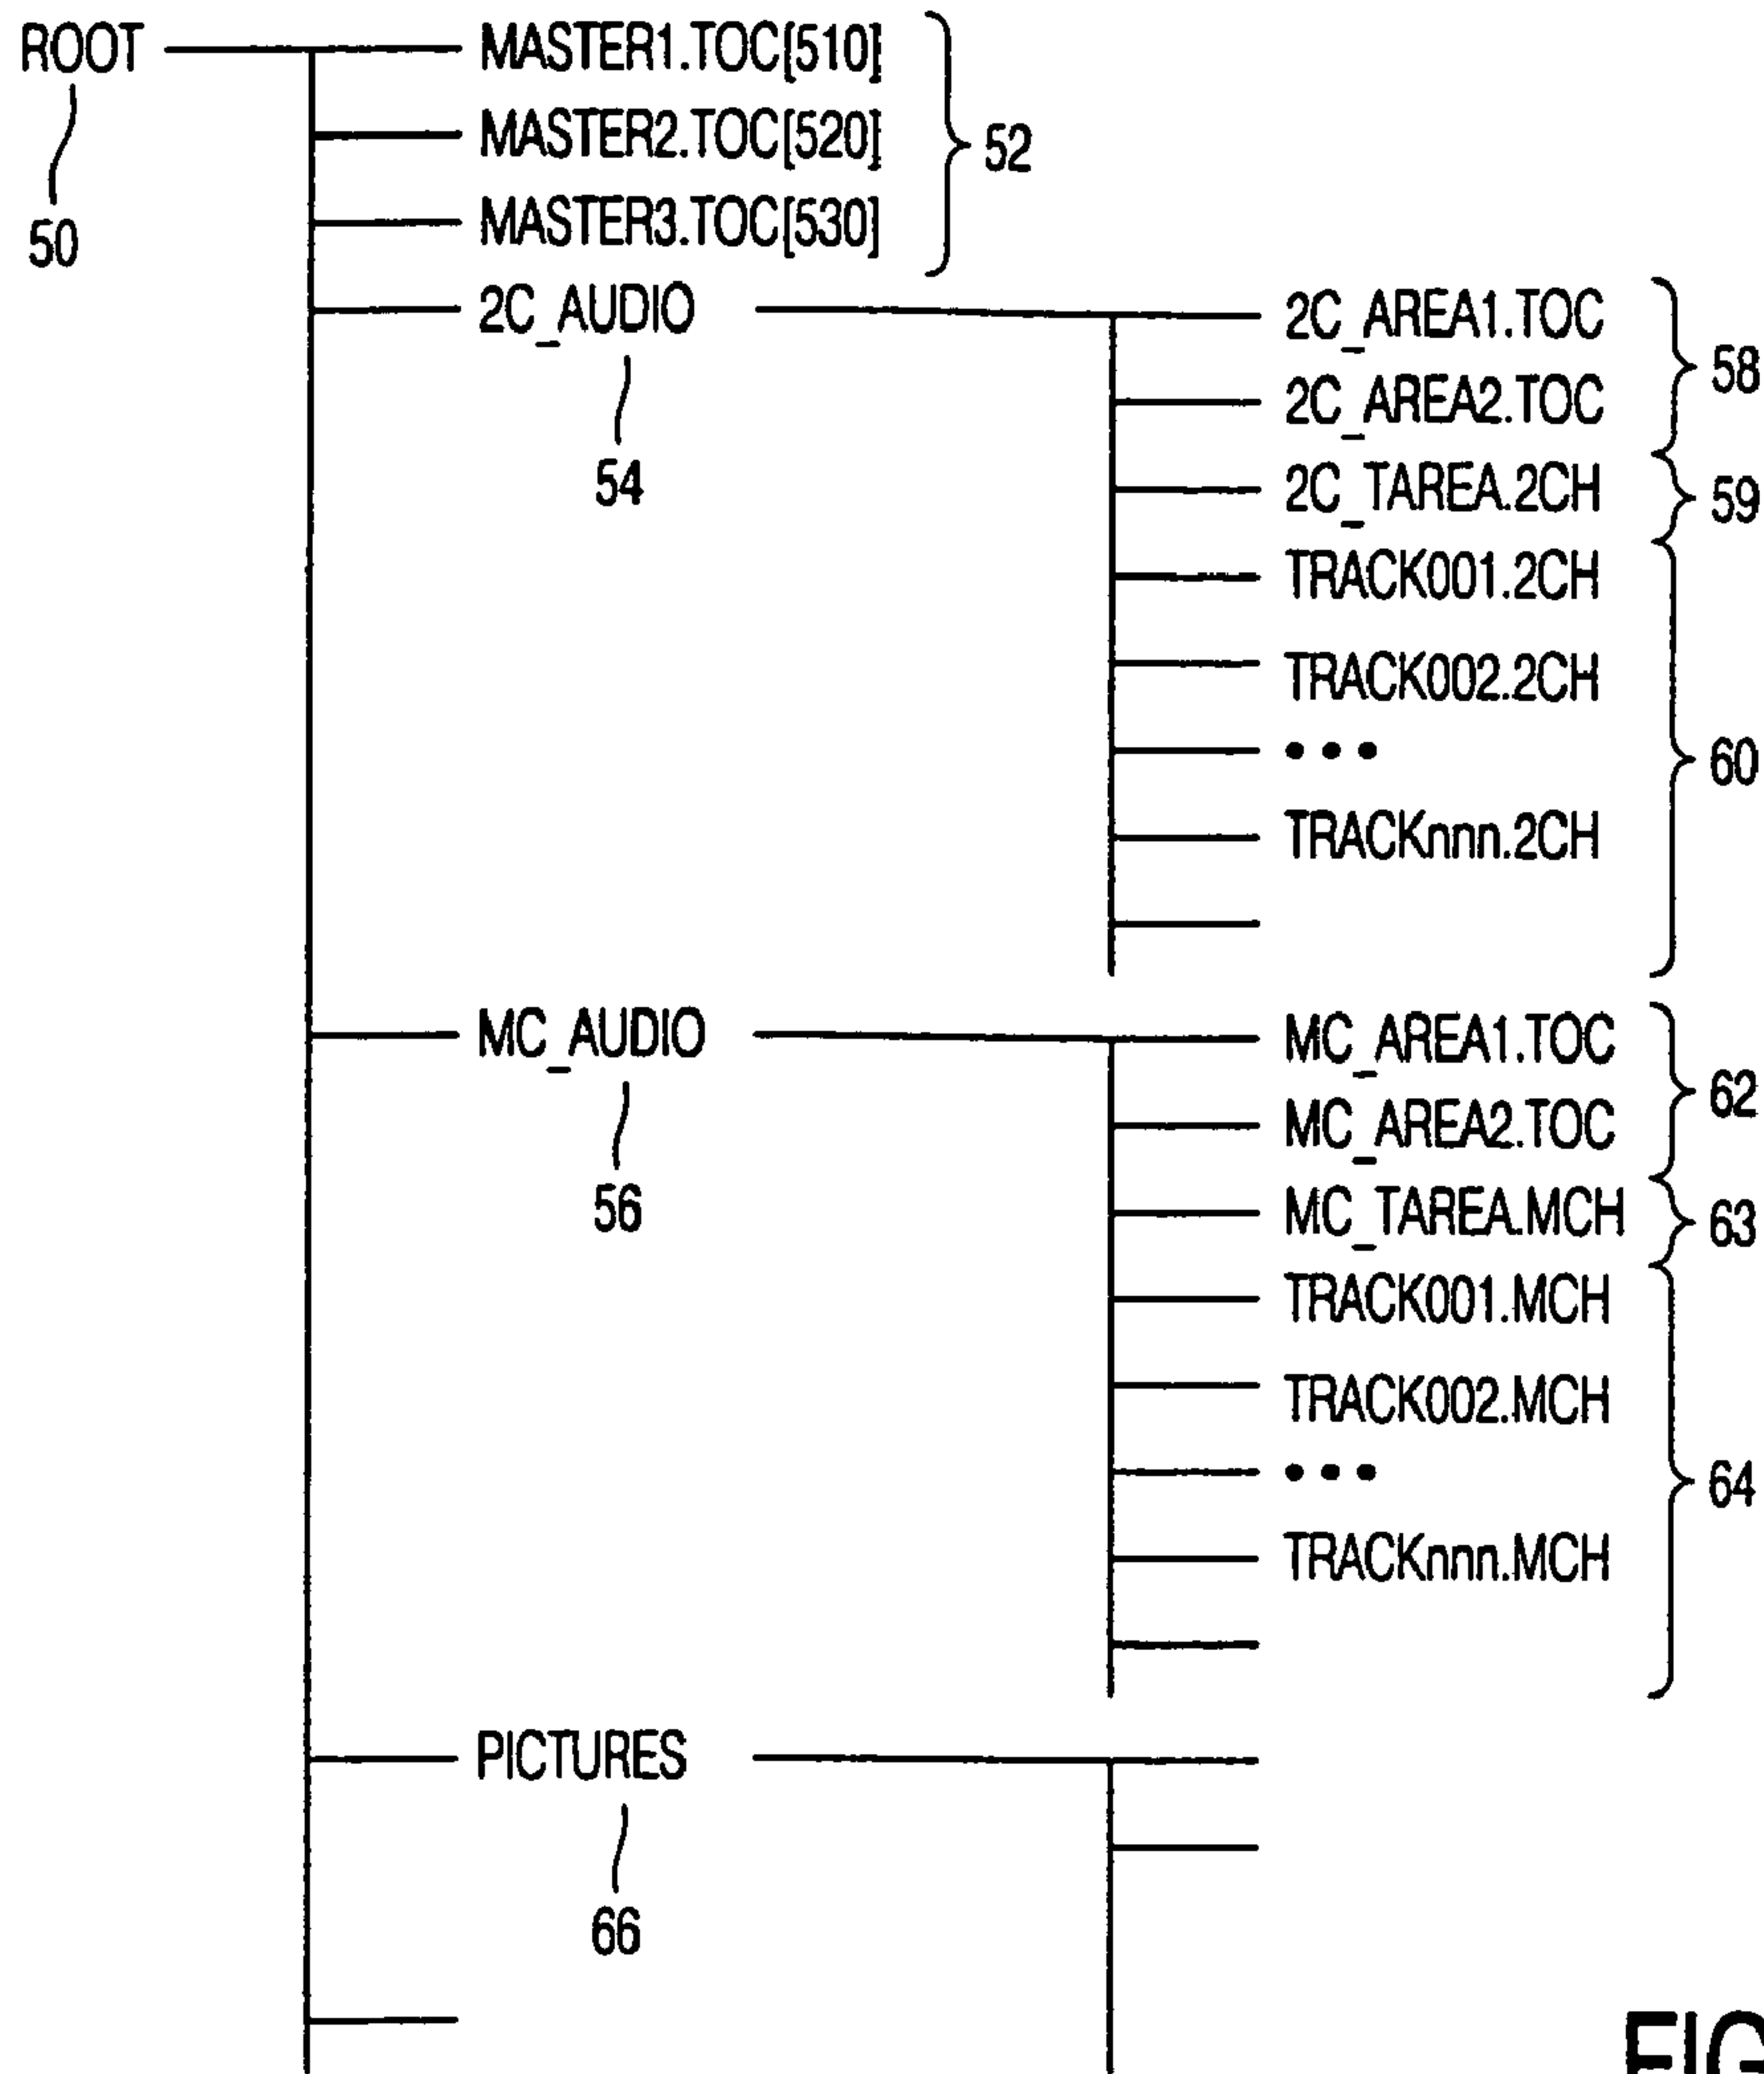 ROOT
50
MASTER1.TOC[510]
MASTER2.TOC[520]
MASTER3.TOC[530]
52
2C_AUDIO
54
2C_AREA1.TOC
2C_AREA2.TOC
58
2C_TAREA.2CH
59
TRACK001.2CH
TRACK002.2CH
•••
TRACKnnn.2CH
60
MC_AUDIO
56
MC_AREA1.TOC
MC_AREA2.TOC
62
MC_TAREA.MCH
63
TRACK001.MCH
TRACK002.MCH
•••
TRACKnnn.MCH
64
PICTURES
66